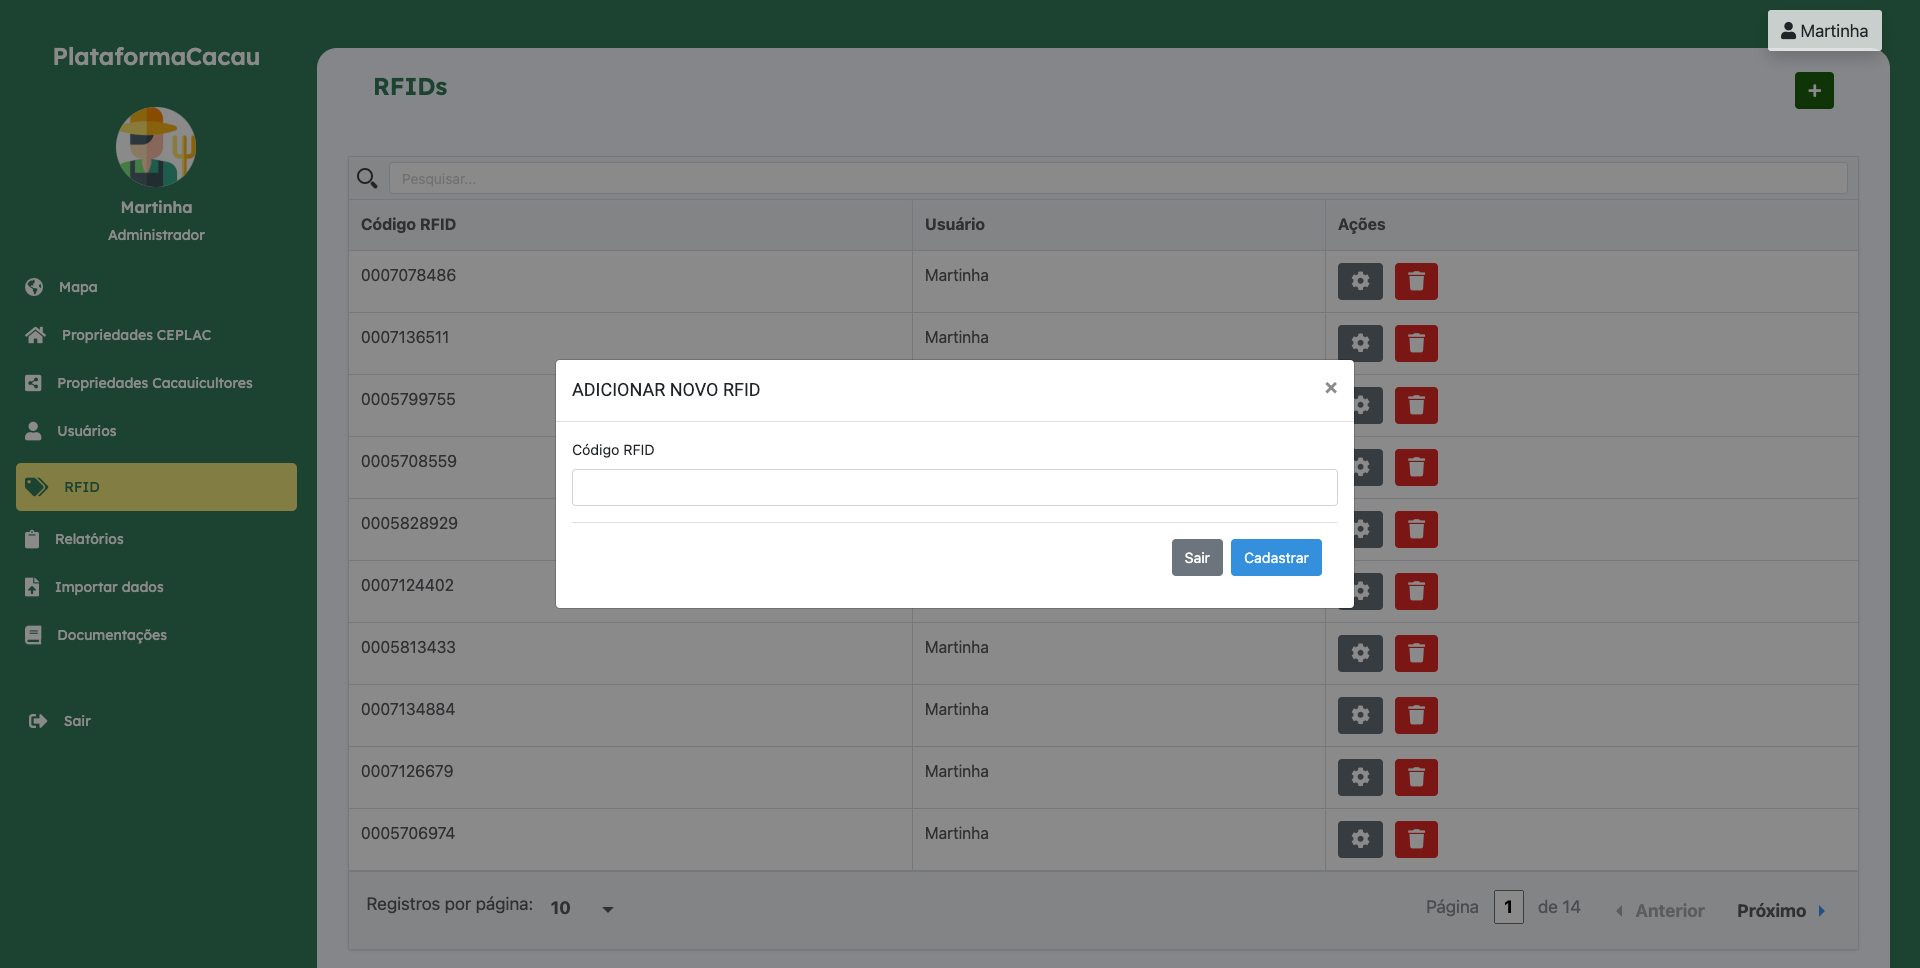 PlataformaCacau
Martinha
Administrador
Mapa
Propriedades CEPLAC
Propriedades Cacauicultores
Usuários
RFID
Relatórios
Importar dados
Documentações
Sair
Martinha
RFIDs
+
Pesquisar...
Código RFID Usuário Ações
0007078486 Martinha
0007136511 Martinha
0005799755
0005708559
0005828929
0007124402
0005813433 Martinha
0007134884 Martinha
0007126679 Martinha
0005706974 Martinha
ADICIONAR NOVO RFID ×
Código RFID
Sair Cadastrar
Registros por página: 10 Página 1 de 14 Anterior Próximo